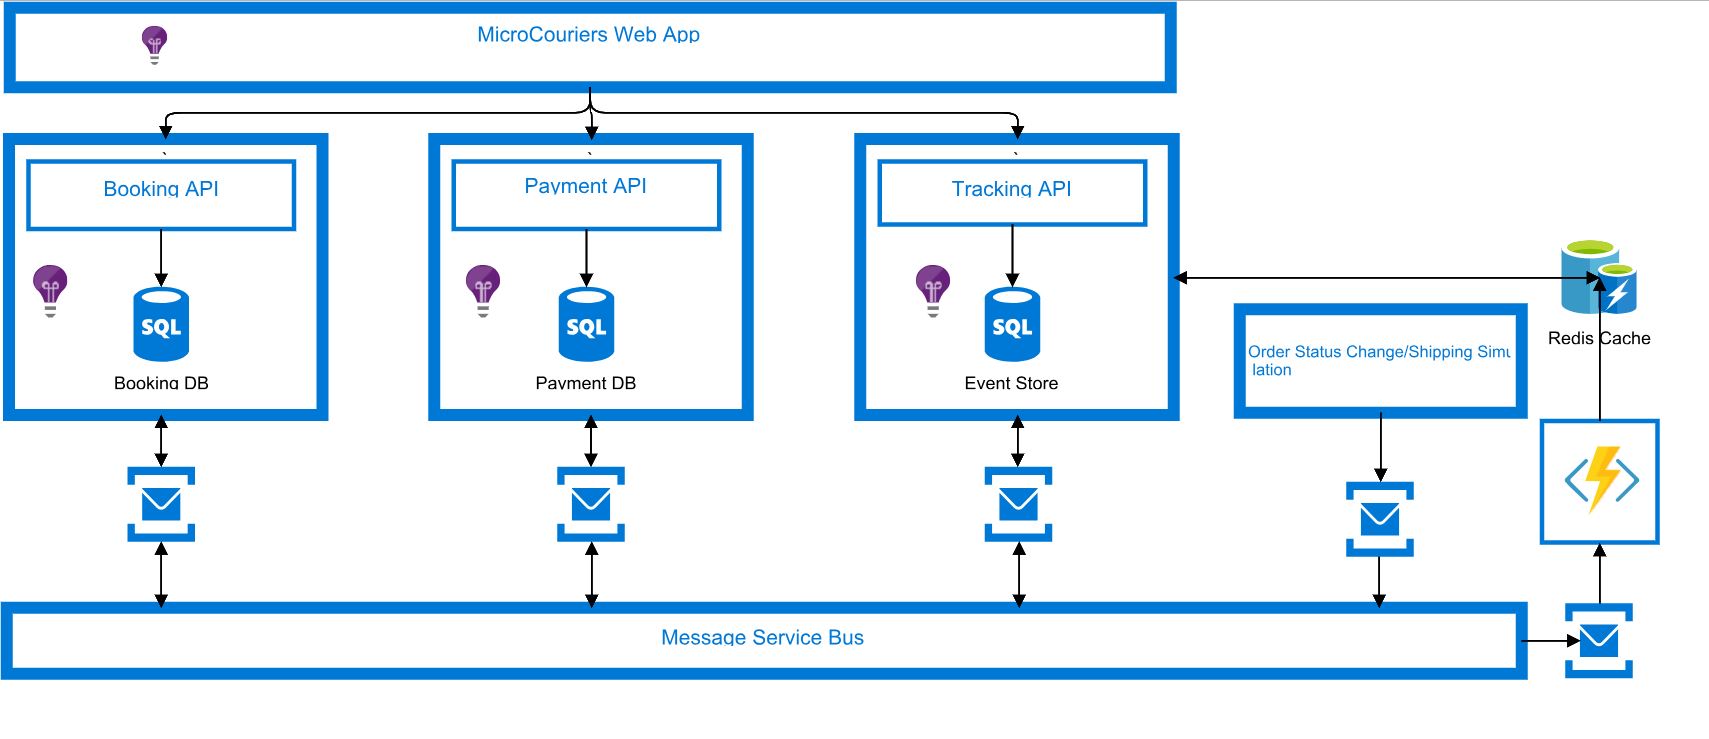 MicroCouriers Web App
Booking API
Payment API
Tracking API
SQL
SQL
SQL
Booking DB
Payment DB
Event Store
Order Status Change/Shipping Simu
lation
Redis Cache
Message Service Bus